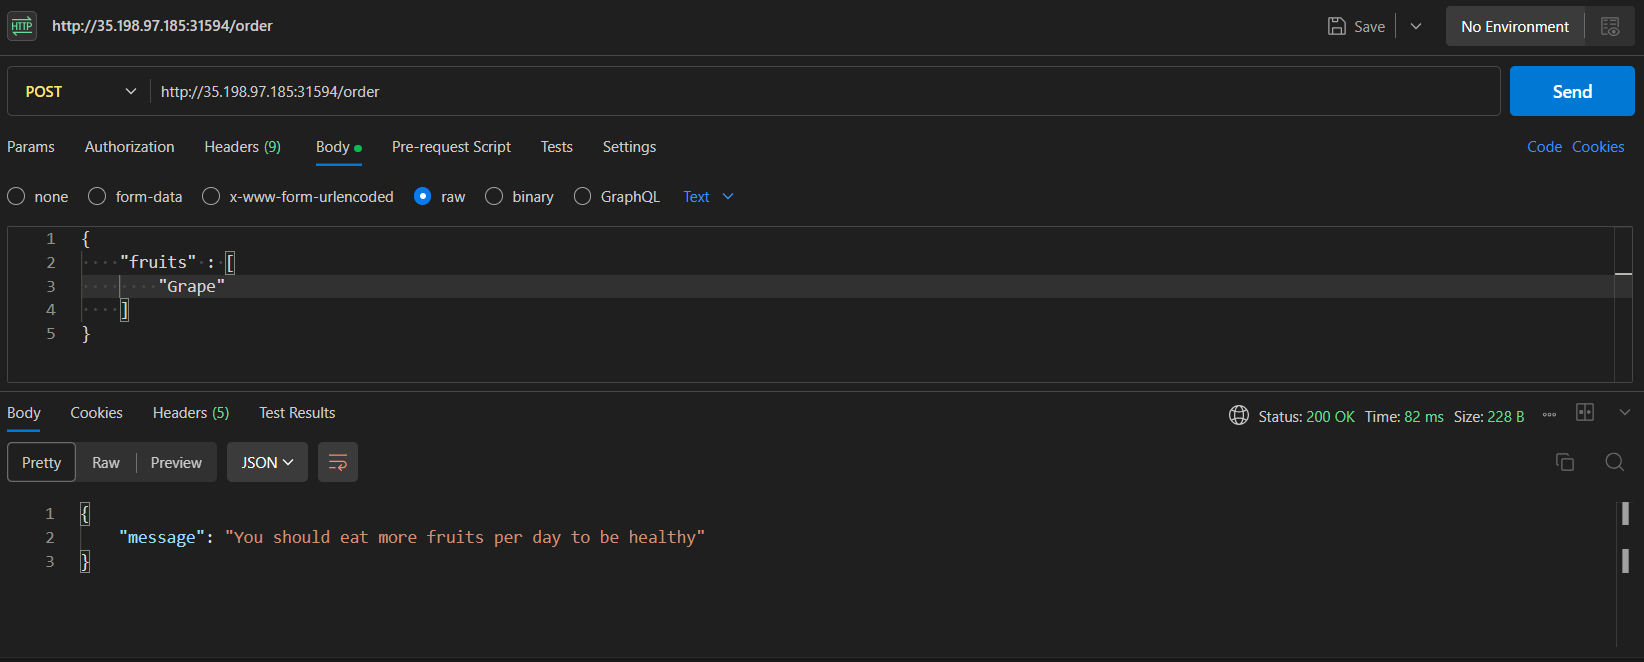 HTTP http://35.198.97.185:31594/order Save No Environment
POST http://35.198.97.185:31594/order Send
Params Authorization Headers (9) Body Pre-request Script Tests Settings Code Cookies
none form-data x-www-form-urlencoded raw binary GraphQL Text
1 {
2 ····"fruits"·:·[
3 ········"Grape"
4 ····]
5 }
Body Cookies Headers (5) Test Results Status: 200 OK Time: 82 ms Size: 228 B
Pretty Raw Preview JSON
1 {
2 "message": "You should eat more fruits per day to be healthy"
3 }